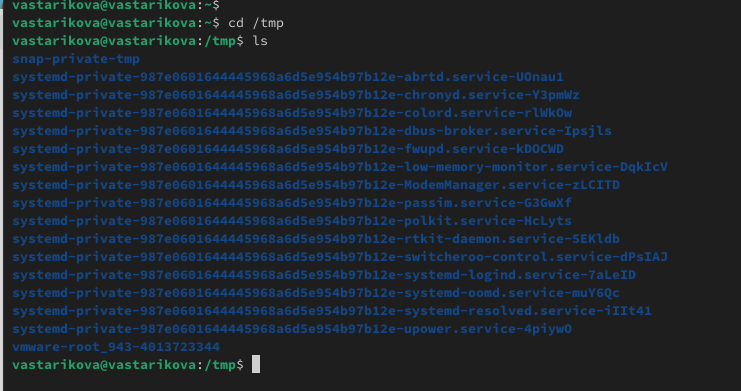 vastarikova@vastarikova:~$
vastarikova@vastarikova:~$ cd /tmp
vastarikova@vastarikova:/tmp$ ls
snap-private-tmp
systemd-private-987e0601644445968a6d5e954b97b12e-abrtd.service-UOnau1
systemd-private-987e0601644445968a6d5e954b97b12e-chronyd.service-Y3pmWz
systemd-private-987e0601644445968a6d5e954b97b12e-colord.service-rlWkOw
systemd-private-987e0601644445968a6d5e954b97b12e-dbus-broker.service-Ipsjls
systemd-private-987e0601644445968a6d5e954b97b12e-fwupd.service-kDOCWD
systemd-private-987e0601644445968a6d5e954b97b12e-low-memory-monitor.service-DqkIcV
systemd-private-987e0601644445968a6d5e954b97b12e-ModemManager.service-zLCITD
systemd-private-987e0601644445968a6d5e954b97b12e-passim.service-G3GwXf
systemd-private-987e0601644445968a6d5e954b97b12e-polkit.service-HcLyts
systemd-private-987e0601644445968a6d5e954b97b12e-rtkit-daemon.service-5EKldb
systemd-private-987e0601644445968a6d5e954b97b12e-switcheroo-control.service-dPsIAJ
systemd-private-987e0601644445968a6d5e954b97b12e-systemd-logind.service-7aLeID
systemd-private-987e0601644445968a6d5e954b97b12e-systemd-oomd.service-muY6Qc
systemd-private-987e0601644445968a6d5e954b97b12e-systemd-resolved.service-iIIt41
systemd-private-987e0601644445968a6d5e954b97b12e-upower.service-4piywO
vmware-root_943-4013723344
vastarikova@vastarikova:/tmp$